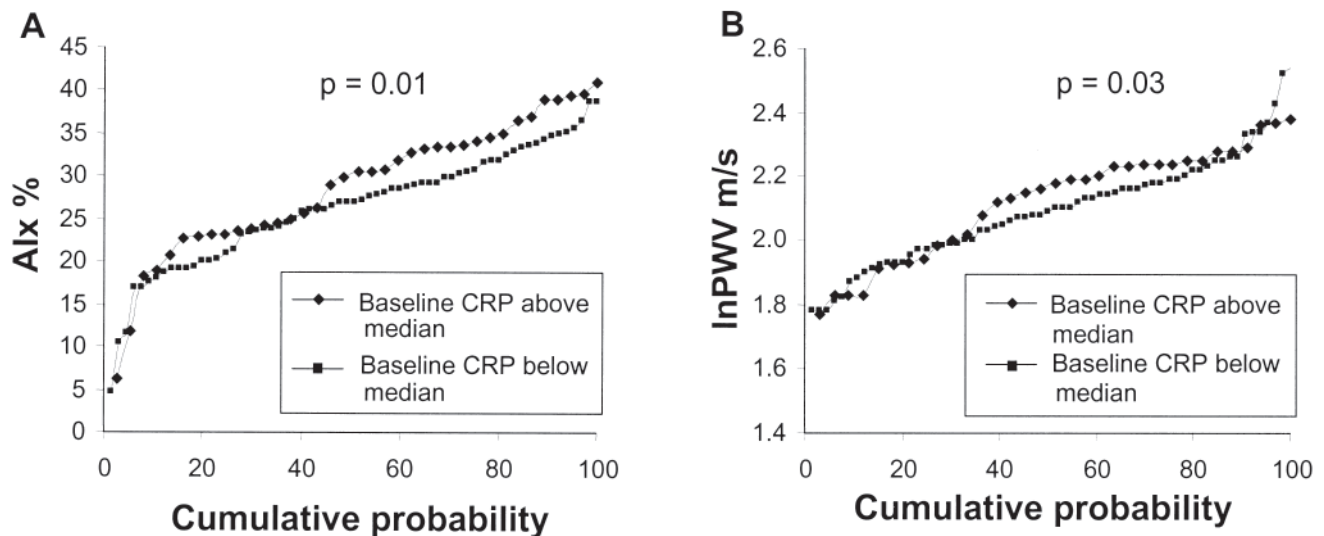 A
45
40
35
30
25
20
15
10
5
0
AIx %
p = 0.01
Baseline CRP above
median
Baseline CRP below
median
0 20 40 60 80 100
Cumulative probability
B
2.6
2.4
2.2
2.0
1.8
1.6
1.4
lnPWV m/s
p = 0.03
Baseline CRP above
median
Baseline CRP below
median
0 20 40 60 80 100
Cumulative probability